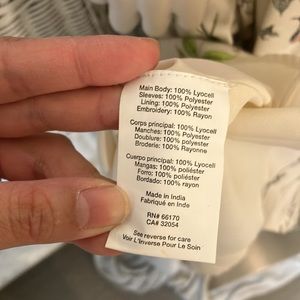 Main Body: 100% Lyocell
Sleeves: 100% Polyester
Lining: 100% Polyester
Embroidery: 100% Rayon
Corps principal: 100% Lyocell
Manches: 100% Polyester
Doublure: 100% Polyester
Broderie: 100% Rayonne
Cuerpo principal: 100% Lyocell
Mangas: 100% poliéster
Forro: 100% poliéster
Bordado: 100% rayon
Made in India
Fabriqué en Inde
RN# 66170
CA# 32054
See reverse for care
Voir L'inverse Pour Le Soin